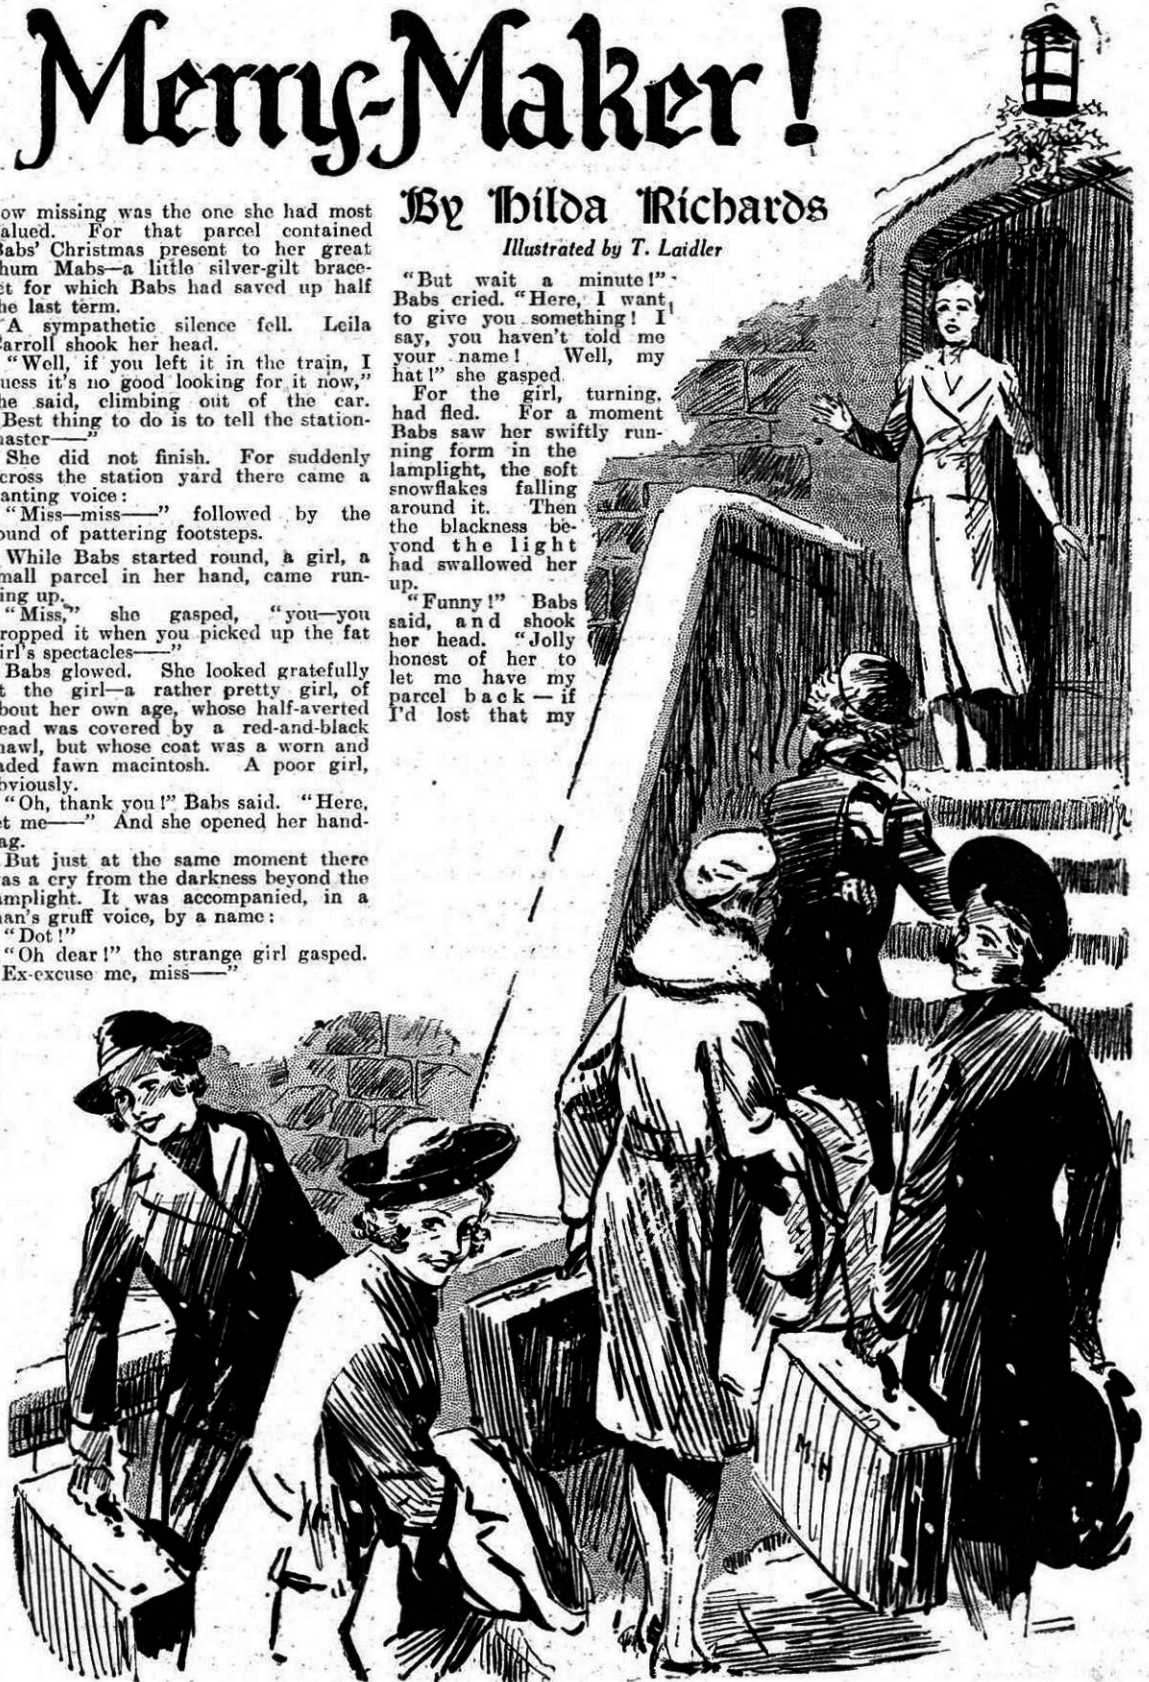 Merry-Maker!
By Hilda Richards
Illustrated by T. Laidler
ow missing was the one she had most
alued. For that parcel contained
Babs' Christmas present to her great
hum Mabs—a little silver-gilt brace-
et for which Babs had saved up half
he last term.
A sympathetic silence fell. Leila
Carroll shook her head.
"Well, if you left it in the train, I
uess it's no good looking for it now,"
he said, climbing out of the car.
Best thing to do is to tell the station-
aster——"
She did not finish. For suddenly
cross the station yard there came a
anting voice:
"Miss—miss——" followed by the
ound of pattering footsteps.
While Babs started round, a girl, a
mall parcel in her hand, came run-
ing up.
"Miss," she gasped, "you—you
ropped it when you picked up the fat
irl's spectacles——"
Babs glowed. She looked gratefully
t the girl—a rather pretty girl, of
bout her own age, whose half-averted
ead was covered by a red-and-black
hawl, but whose coat was a worn and
aded fawn macintosh. A poor girl,
bviously.
"Oh, thank you!" Babs said. "Here,
et me——" And she opened her hand-
ag.
But just at the same moment there
as a cry from the darkness beyond the
amplight. It was accompanied, in a
an's gruff voice, by a name:
"Dot!"
"Oh dear!" the strange girl gasped.
Ex-excuse me, miss——"
"But wait a minute!"
Babs cried. "Here, I want
to give you something! I
say, you haven't told me
your name! Well, my
hat!" she gasped.
For the girl, turning,
had fled. For a moment
Babs saw her swiftly run-
ning form in the
lamplight, the soft
snowflakes falling
around it. Then
the blackness be-
yond the light
had swallowed her
up.
"Funny!" Babs
said, and shook
her head. "Jolly
honest of her to
let me have my
parcel back—if
I'd lost that my
M.H